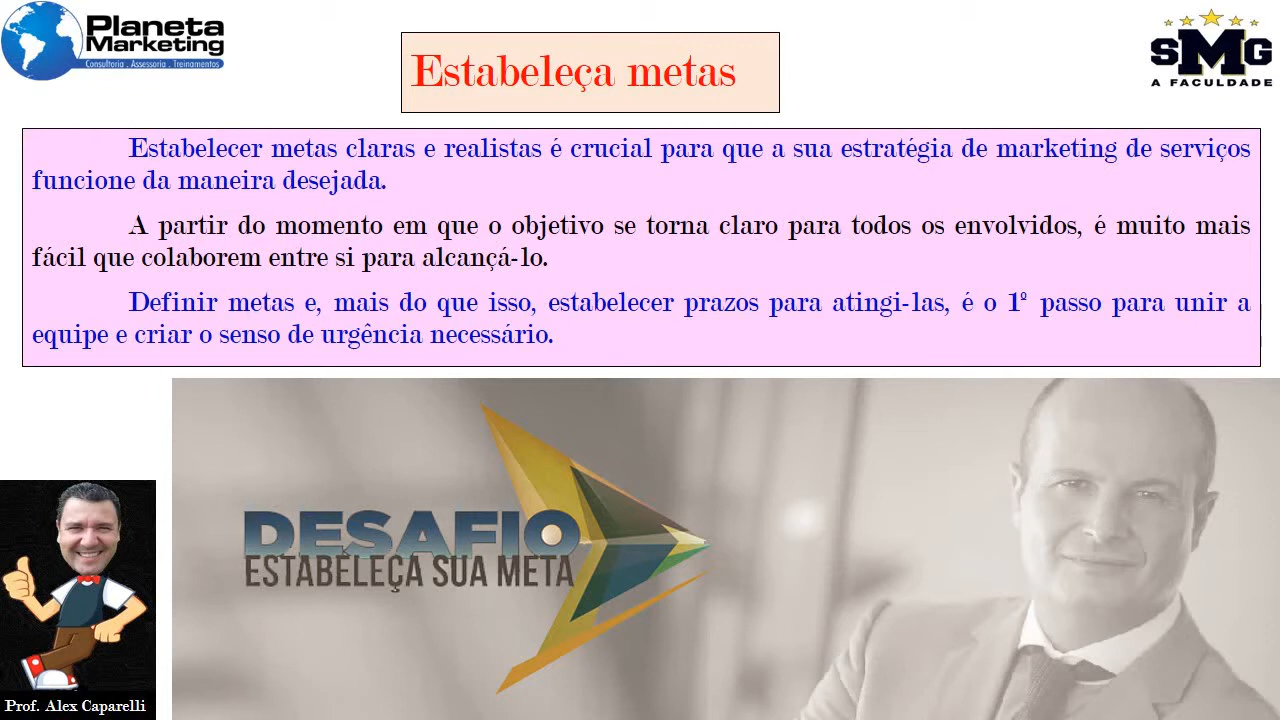 Planeta
Marketing
Consultoria . Assessoria . Treinamentos
Estabeleça metas
SMG
A FACULDADE
Estabelecer metas claras e realistas é crucial para que a sua estratégia de marketing de serviços
funcione da maneira desejada.
A partir do momento em que o objetivo se torna claro para todos os envolvidos, é muito mais
fácil que colaborem entre si para alcançá-lo.
Definir metas e, mais do que isso, estabelecer prazos para atingi-las, é o 1º passo para unir a
equipe e criar o senso de urgência necessário.
DESAFIO
ESTABELEÇA SUA META
Prof. Alex Caparelli